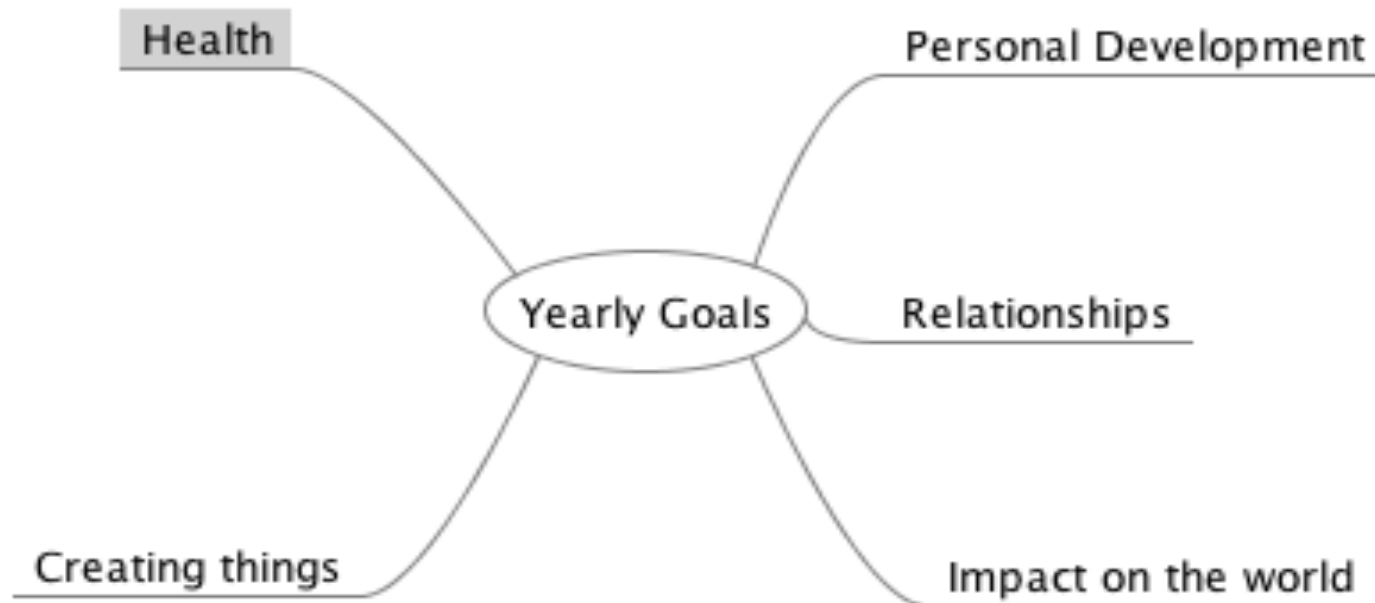 Health
Personal Development
Yearly Goals
Relationships
Creating things
Impact on the world